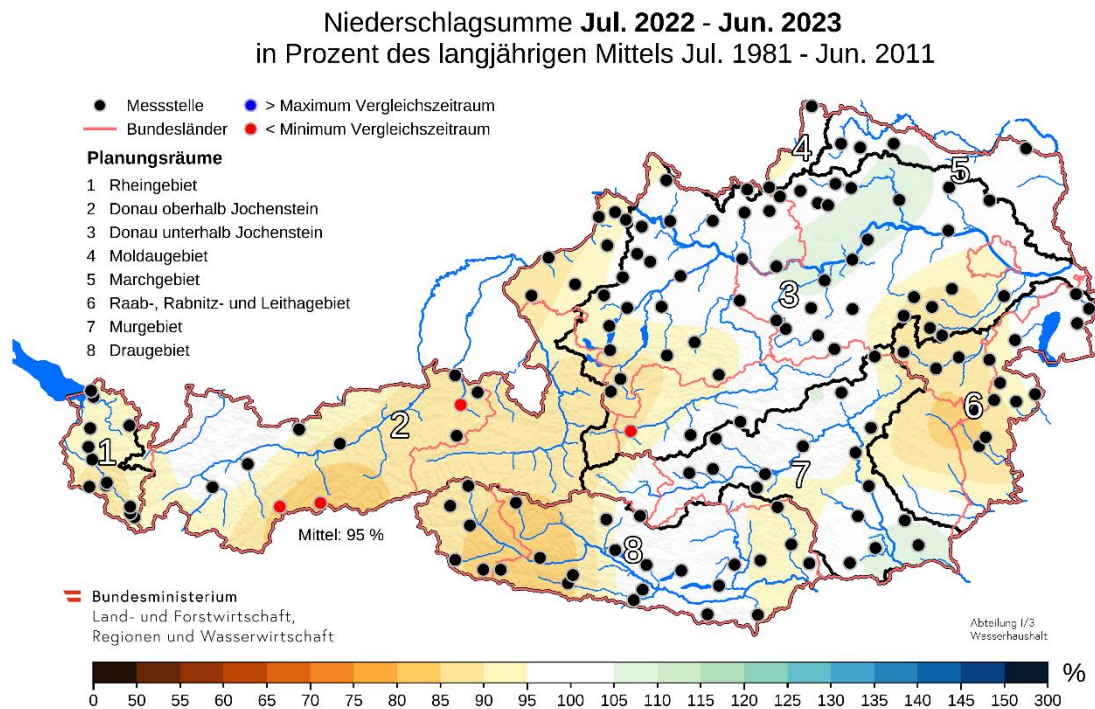 Niederschlagsumme Jul. 2022 - Jun. 2023
in Prozent des langjährigen Mittels Jul. 1981 - Jun. 2011
Messstelle
> Maximum Vergleichszeitraum
Bundesländer
< Minimum Vergleichszeitraum
Planungsräume
1 Rheingebiet
2 Donau oberhalb Jochenstein
3 Donau unterhalb Jochenstein
4 Moldaugebiet
5 Marchgebiet
6 Raab-, Rabnitz- und Leithagebiet
7 Murgebiet
8 Draugebiet
4
5
3
2
6
1
7
8
Mittel: 95 %
Bundesministerium
Land- und Forstwirtschaft,
Regionen und Wasserwirtschaft
Abteilung I/3
Wasserhaushalt
%
0 50 55 60 65 70 75 80 85 90 95 100 105 110 115 120 125 130 135 140 145 150 300